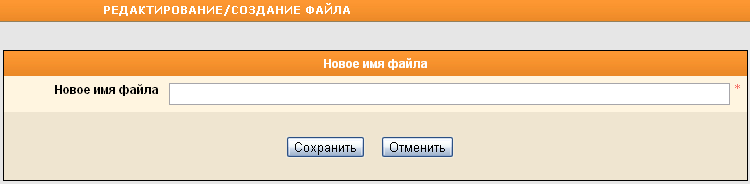 РЕДАКТИРОВАНИЕ/СОЗДАНИЕ ФАЙЛА
Новое имя файла
Новое имя файла *
Сохранить Отменить